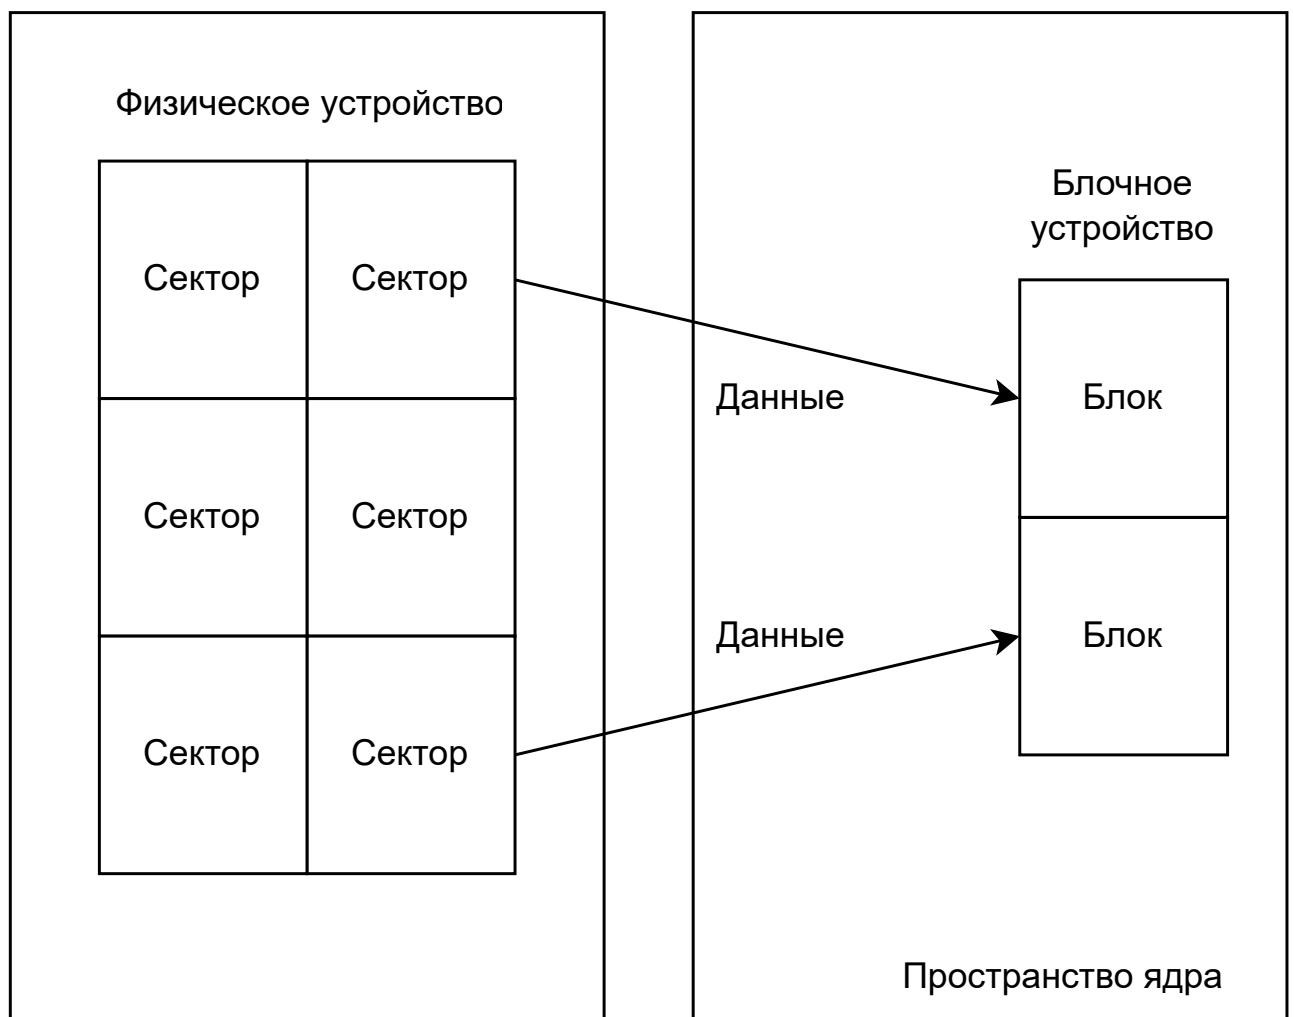 Физическое устройство
Сектор Сектор
Сектор Сектор
Сектор Сектор
Данные
Данные
Блочное
устройство
Блок
Блок
Пространство ядра